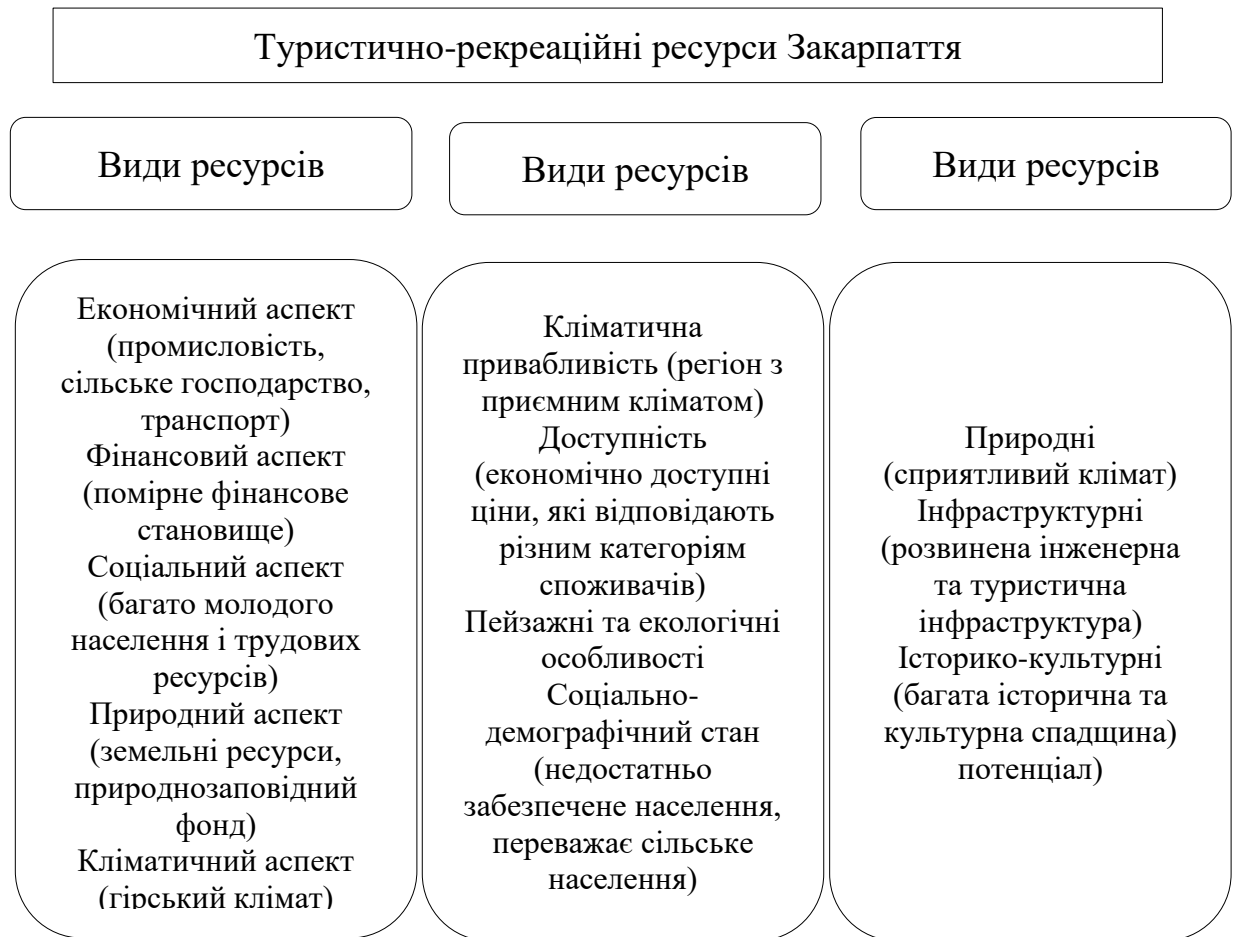 Туристично-рекреаційні ресурси Закарпаття
Види ресурсів
Види ресурсів
Види ресурсів
Економічний аспект
(промисловість,
сільське господарство,
транспорт)
Фінансовий аспект
(помірне фінансове
становище)
Соціальний аспект
(багато молодого
населення і трудових
ресурсів)
Природний аспект
(земельні ресурси,
природнозаповідний
фонд)
Кліматичний аспект
(гірський клімат)
Кліматична
привабливість (регіон з
приємним кліматом)
Доступність
(економічно доступні
ціни, які відповідають
різним категоріям
споживачів)
Пейзажні та екологічні
особливості
Соціально-
демографічний стан
(недостатньо
забезпечене населення,
переважає сільське
населення)
Природні
(сприятливий клімат)
Інфраструктурні
(розвинена інженерна
та туристична
інфраструктура)
Історико-культурні
(багата історична та
культурна спадщина)
потенціал)